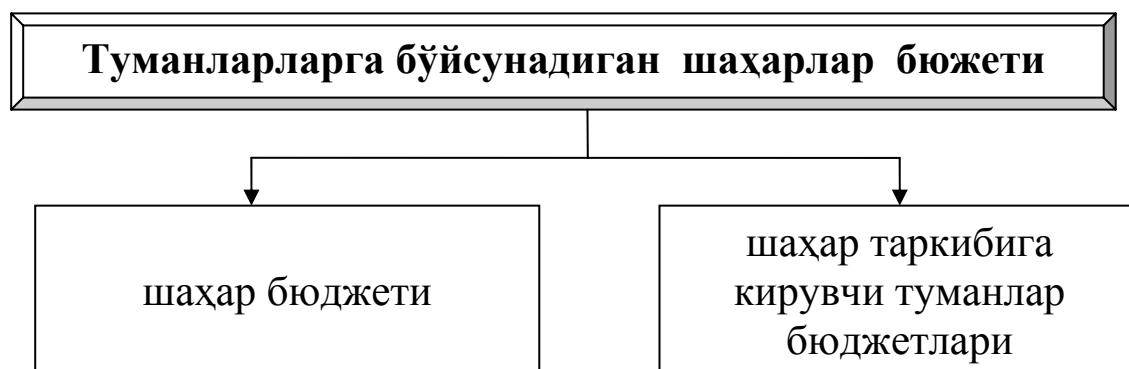 Туманларларга бўйсунадиган шаҳарлар бюжети
шаҳар бюджети
шаҳар таркибига
кирувчи туманлар
бюджетлари